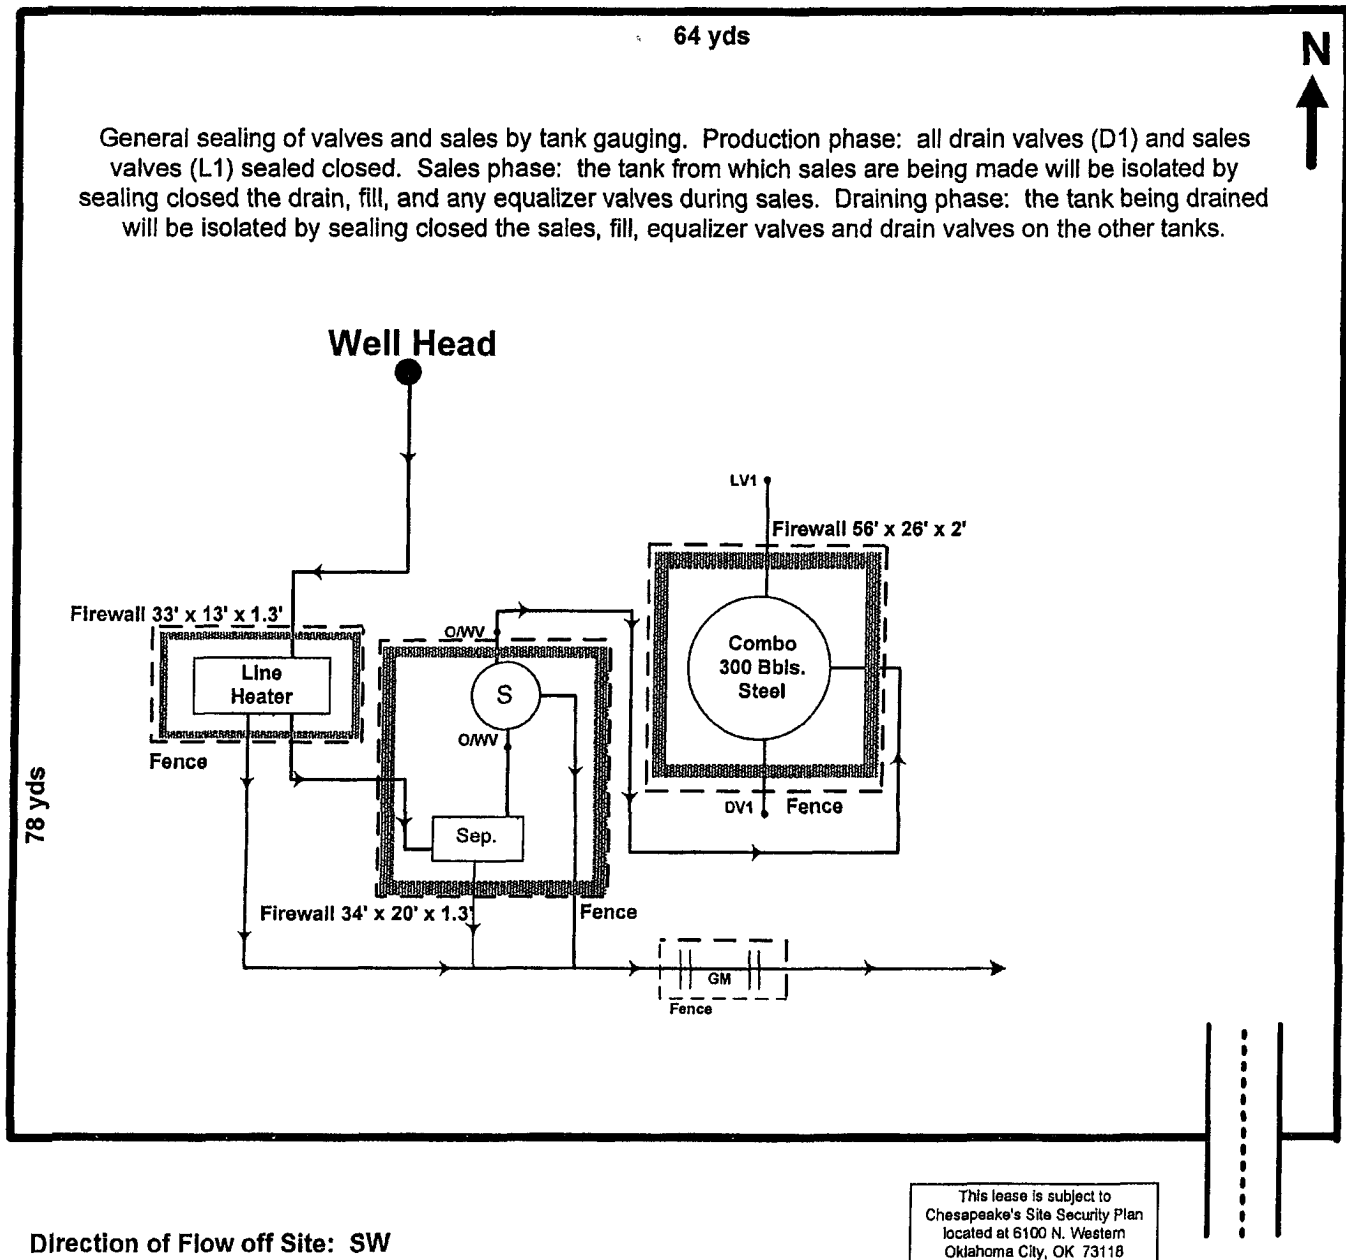 64 yds
N
General sealing of valves and sales by tank gauging. Production phase: all drain valves (D1) and sales
valves (L1) sealed closed. Sales phase: the tank from which sales are being made will be isolated by
sealing closed the drain, fill, and any equalizer valves during sales. Draining phase: the tank being drained
will be isolated by sealing closed the sales, fill, equalizer valves and drain valves on the other tanks.
Well Head
LV1
Firewall 56' x 26' x 2'
Firewall 33' x 13' x 1.3'
O/WV
Combo
300 Bbls.
Steel
Line
Heater
S
O/WV
Fence
78 yds
DV1
Fence
Sep.
Firewall 34' x 20' x 1.3'
Fence
GM
Fence
This lease is subject to
Chesapeake's Site Security Plan
located at 6100 N. Western
Oklahoma City, OK 73118
Direction of Flow off Site: SW